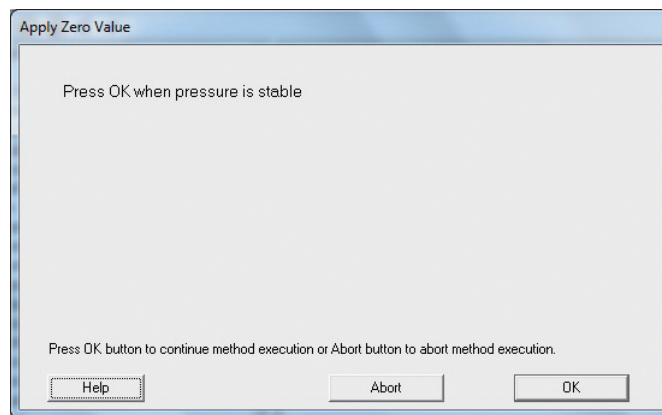 Apply Zero Value
Press OK when pressure is stable
Press OK button to continue method execution or Abort button to abort method execution.
Help Abort OK